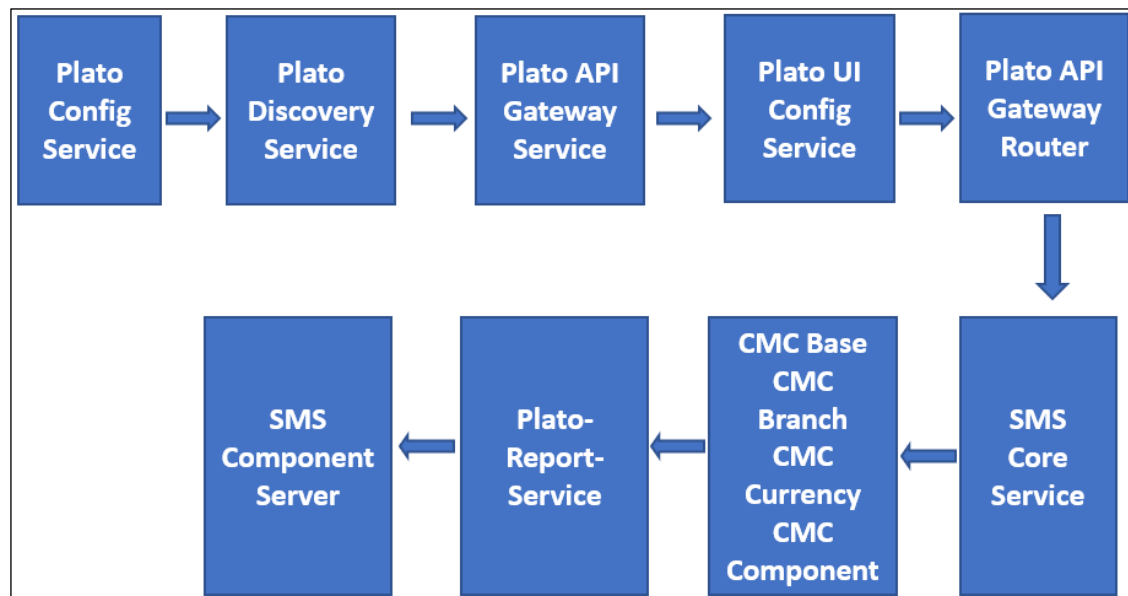 Plato
Config
Service
Plato
Discovery
Service
Plato API
Gateway
Service
Plato UI
Config
Service
Plato API
Gateway
Router
SMS
Core
Service
CMC Base
CMC
Branch
CMC
Currency
CMC
Component
Plato-
Report-
Service
SMS
Component
Server